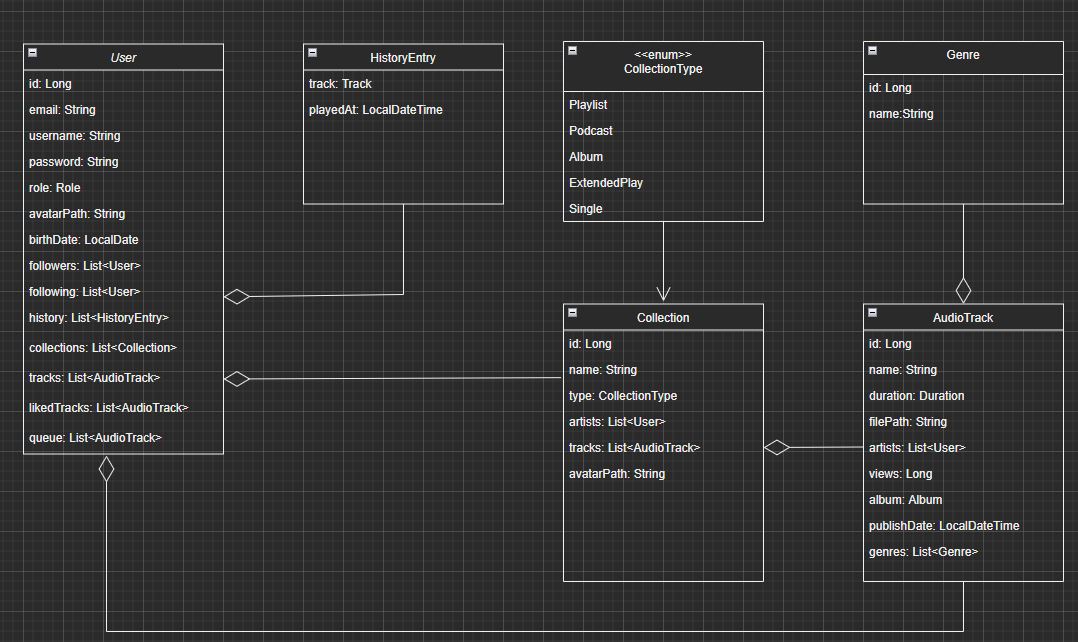 User
id: Long
email: String
username: String
password: String
role: Role
avatarPath: String
birthDate: LocalDate
followers: List<User>
following: List<User>
history: List<HistoryEntry>
collections: List<Collection>
tracks: List<AudioTrack>
likedTracks: List<AudioTrack>
queue: List<AudioTrack>
HistoryEntry
track: Track
playedAt: LocalDateTime
<<enum>>
CollectionType
Playlist
Podcast
Album
ExtendedPlay
Single
Genre
id: Long
name:String
Collection
id: Long
name: String
type: CollectionType
artists: List<User>
tracks: List<AudioTrack>
avatarPath: String
AudioTrack
id: Long
name: String
duration: Duration
filePath: String
artists: List<User>
views: Long
album: Album
publishDate: LocalDateTime
genres: List<Genre>